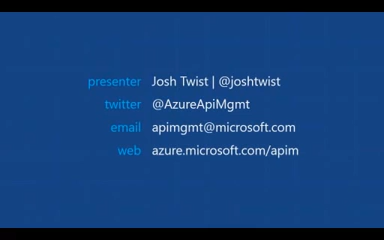 presenter Josh Twist | @joshtwist
twitter @AzureApiMgmt
email apimgmt@microsoft.com
web azure.microsoft.com/apim